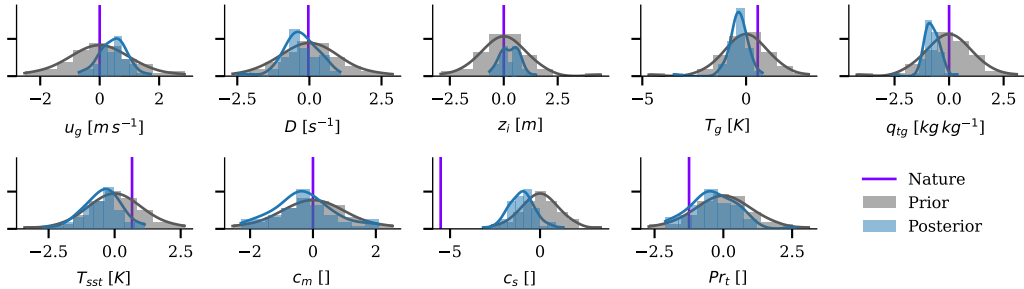 −2 0 2
u_g [m s⁻¹]
−2.5 0.0 2.5
D [s⁻¹]
−2.5 0.0 2.5
z_i [m]
−5 0
T_g [K]
−2.5 0.0 2.5
q_tg [kg kg⁻¹]
−2.5 0.0 2.5
T_sst [K]
−2 0 2
c_m []
−5 0
c_s []
−2.5 0.0 2.5
Pr_t []
Nature
Prior
Posterior